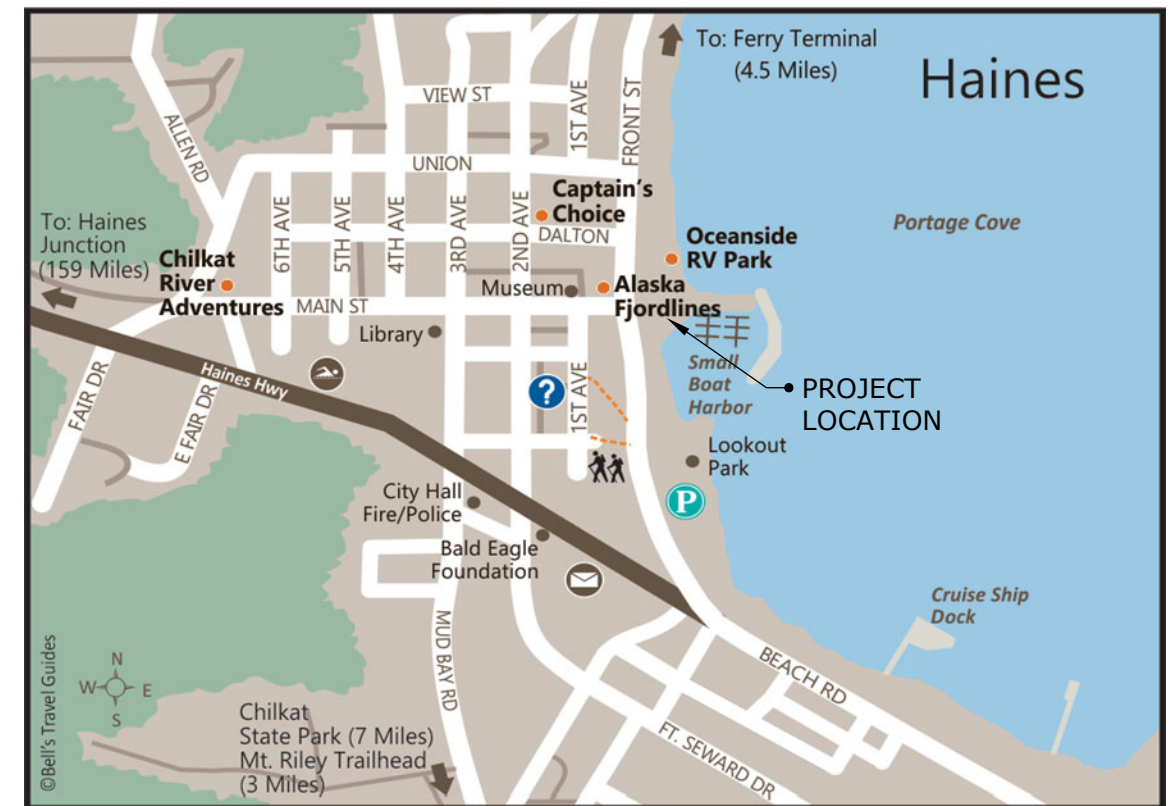 To: Ferry Terminal
(4.5 Miles)
Haines
VIEW ST
1ST AVE
FRONT ST
ALLEN RD
UNION
Captain's
Choice
DALTON
6TH AVE
5TH AVE
4TH AVE
3RD AVE
2ND AVE
To: Haines
Junction
(159 Miles)
Chilkat
River
Adventures
Portage Cove
Oceanside
RV Park
Museum
Alaska
Fjordlines
MAIN ST
Library
Small
Boat
Harbor
PROJECT
LOCATION
Haines Hwy
FAIR DR
E FAIR DR
?
1ST AVE
Lookout
Park
P
City Hall
Fire/Police
Bald Eagle
Foundation
Cruise Ship
Dock
MUD BAY RD
BEACH RD
FT. SEWARD DR
N
W E
S
Chilkat
State Park (7 Miles)
Mt. Riley Trailhead
(3 Miles)
©Bell's Travel Guides